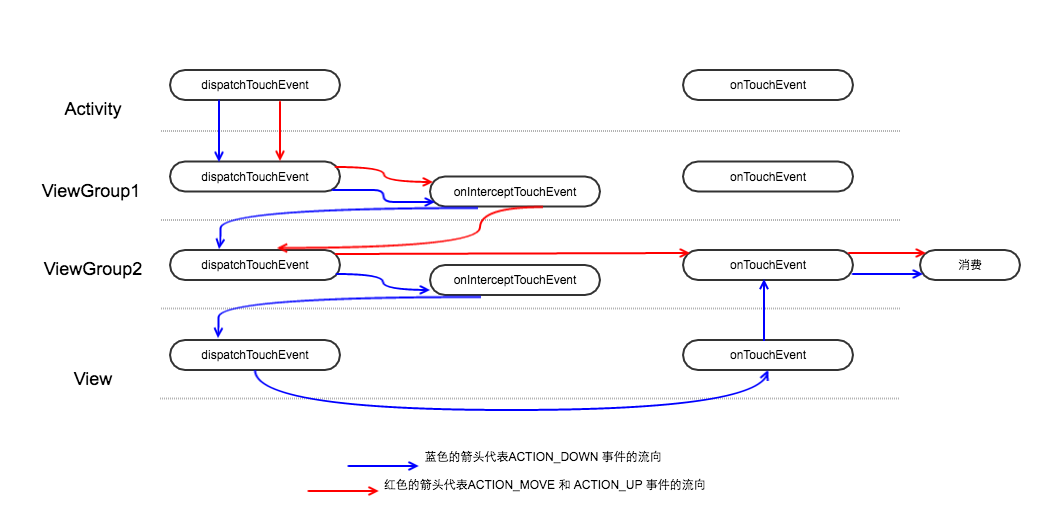 dispatchTouchEvent
onTouchEvent
Activity
dispatchTouchEvent
onTouchEvent
ViewGroup1
onInterceptTouchEvent
dispatchTouchEvent
onTouchEvent
消费
ViewGroup2
onInterceptTouchEvent
dispatchTouchEvent
onTouchEvent
View
蓝色的箭头代表ACTION_DOWN 事件的流向
红色的箭头代表ACTION_MOVE 和 ACTION_UP 事件的流向